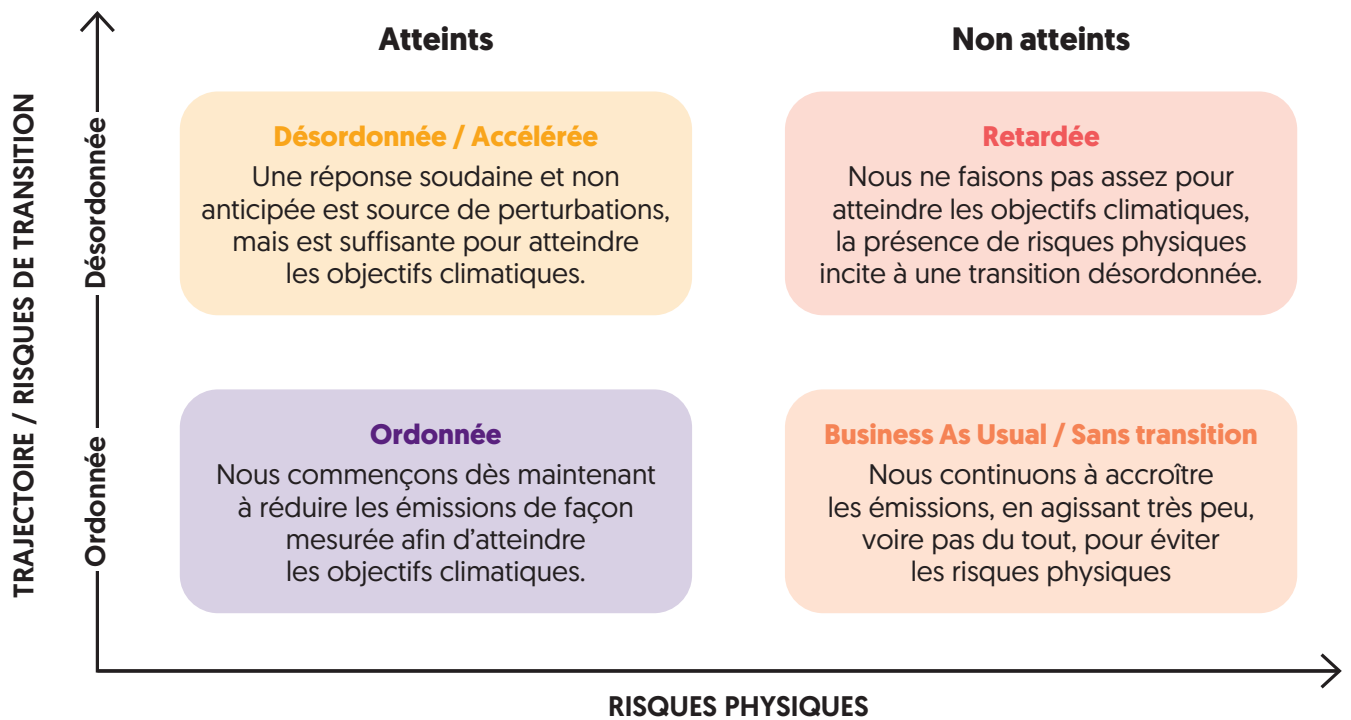 Atteints
Non atteints
TRAJECTOIRE / RISQUES DE TRANSITION
Désordonnée
Ordonnée
Désordonnée / Accélérée
Une réponse soudaine et non
anticipée est source de perturbations,
mais est suffisante pour atteindre
les objectifs climatiques.
Retardée
Nous ne faisons pas assez pour
atteindre les objectifs climatiques,
la présence de risques physiques
incite à une transition désordonnée.
Ordonnée
Nous commençons dès maintenant
à réduire les émissions de façon
mesurée afin d’atteindre
les objectifs climatiques.
Business As Usual / Sans transition
Nous continuons à accroître
les émissions, en agissant très peu,
voire pas du tout, pour éviter
les risques physiques
RISQUES PHYSIQUES